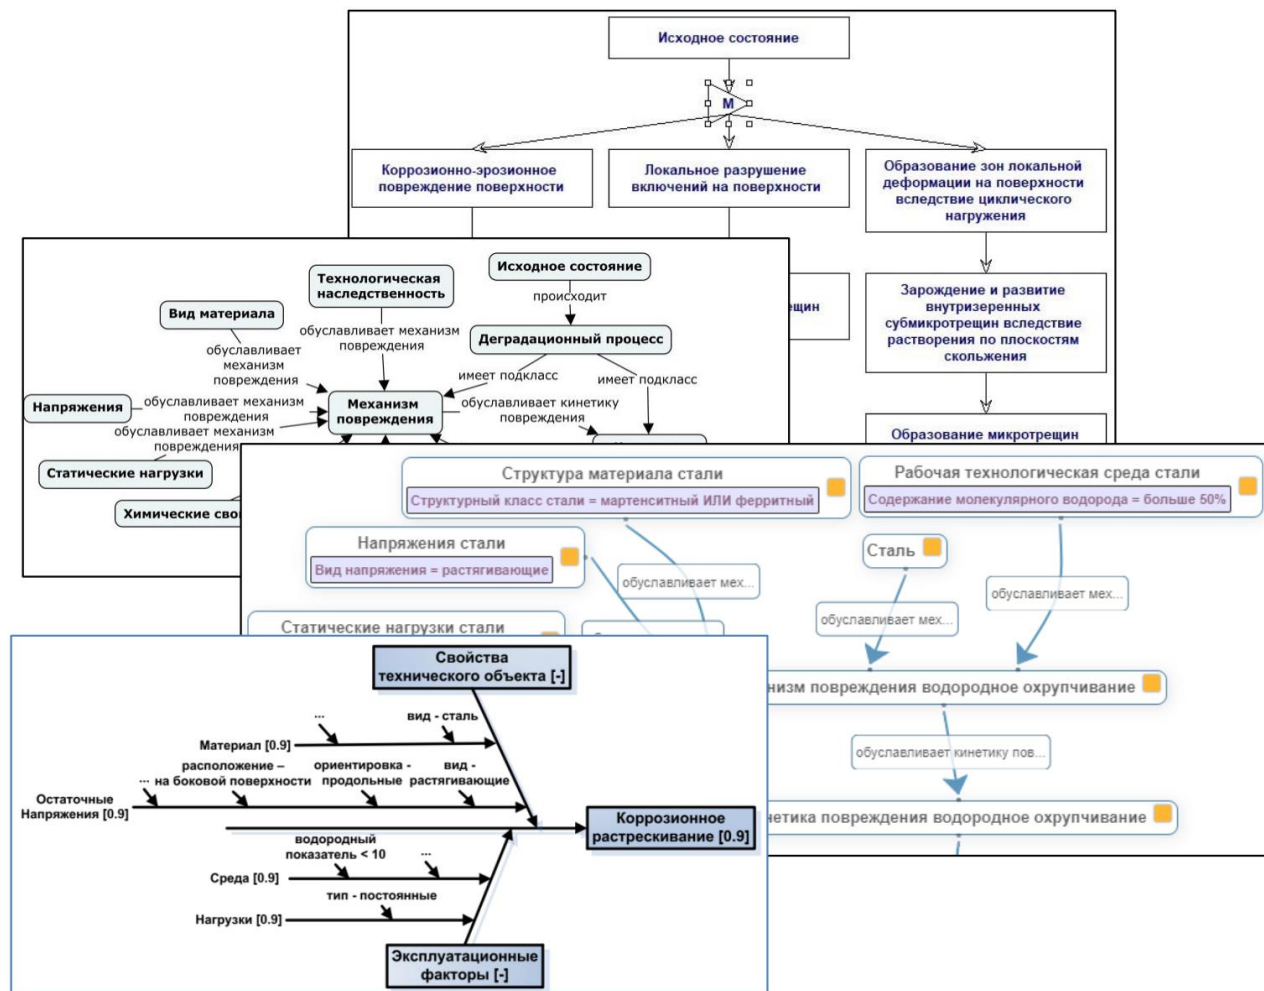 Исходное состояние
M
Коррозионно-эрозионное
повреждение поверхности
Локальное разрушение
включений на поверхности
Образование зон локальной
деформации на поверхности
вследствие циклического
нагружения
Зарождение и развитие
внутризеренных
субмикротрещин вследствие
растворения по плоскостям
скольжения
Образование микротрещин
Технологическая
наследственность
Исходное состояние
происходит
Вид материала
обуславливает механизм
повреждения
Деградационный процесс
обуславливает
механизм
повреждения
имеет подкласс
имеет подкласс
Напряжения
обуславливает механизм
повреждения
Механизм
повреждения
обуславливает кинетику
повреждения
обуславливает механизм
повреждения
Статические нагрузки
Химические
Структура материала стали
Структурный класс стали = мартенситный ИЛИ ферритный
Рабочая технологическая среда стали
Содержание молекулярного водорода = больше 50%
Напряжения стали
Вид напряжения = растягивающие
Сталь
обуславливает мех...
обуславливает мех...
обуславливает мех...
Статические нагрузки стали
повреждения водородное охрупчивание
обуславливает кинетику пов...
повреждения водородное охрупчивание
Свойства
технического объекта [-]
...
вид - сталь
Материал [0.9]
расположение –
... на боковой поверхности
ориентировка -
продольные
вид -
растягивающие
Остаточные
Напряжения [0.9]
Коррозионное
растрескивание [0.9]
водородный
показатель < 10
...
Среда [0.9]
тип - постоянные
Нагрузки [0.9]
Эксплуатационные
факторы [-]